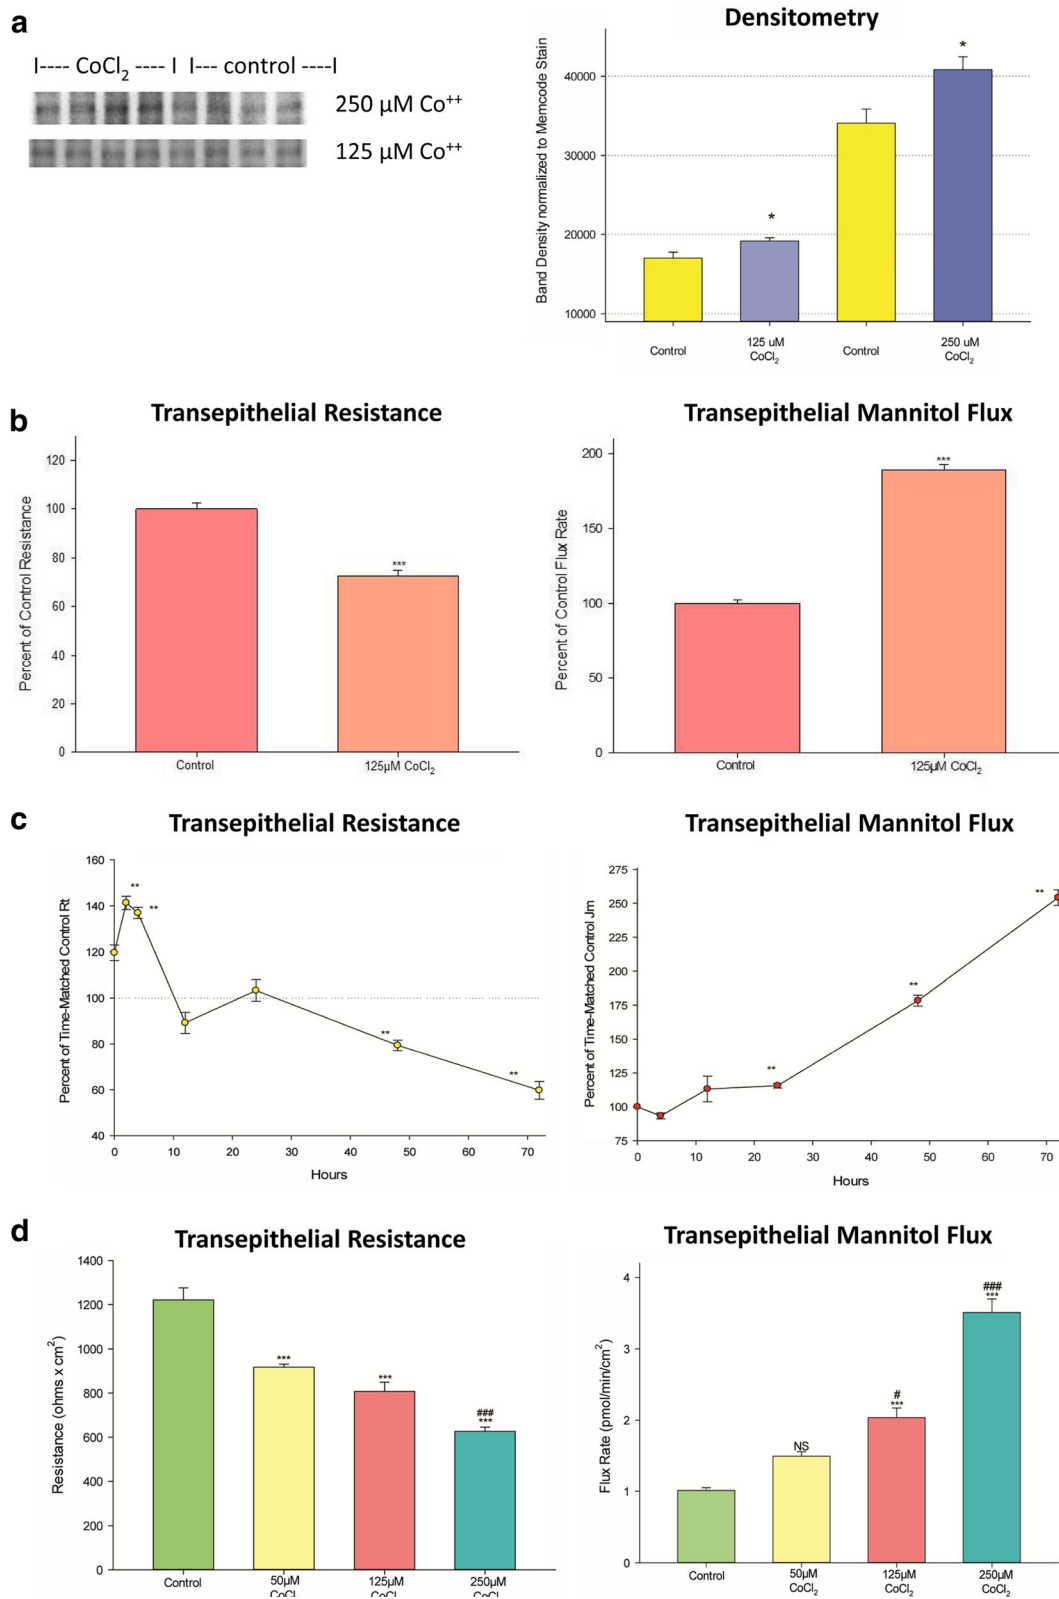 a
I---- CoCl2 ---- I I--- control ----I
250 µM Co++
125 µM Co++
Densitometry
Band Density normalized to Memcode Stain
40000
30000
20000
10000
*
*
Control
125 uM
CoCl2
Control
250 uM
CoCl2
b
Transepithelial Resistance
Percent of Control Resistance
120
100
80
60
40
20
0
***
Control
125µM CoCl2
Transepithelial Mannitol Flux
Percent of Control Flux Rate
200
150
100
50
0
***
Control
125µM CoCl2
c
Transepithelial Resistance
Percent of Time-Matched Control Rt
160
140
120
100
80
60
40
**
**
**
**
0 10 20 30 40 50 60 70
Hours
Transepithelial Mannitol Flux
Percent of Time-Matched Control Jm
275
250
225
200
175
150
125
100
75
**
**
**
0 10 20 30 40 50 60 70
Hours
d
Transepithelial Resistance
Resistance (ohms x cm2)
1400
1200
1000
800
600
400
200
0
***
***
###
***
Control
50µM
CoCl
125µM
CoCl
250µM
CoCl
Transepithelial Mannitol Flux
Flux Rate (pmol/min/cm2)
4
3
2
1
0
NS
#
***
###
***
Control
50µM
CoCl2
125µM
CoCl2
250µM
CoCl2